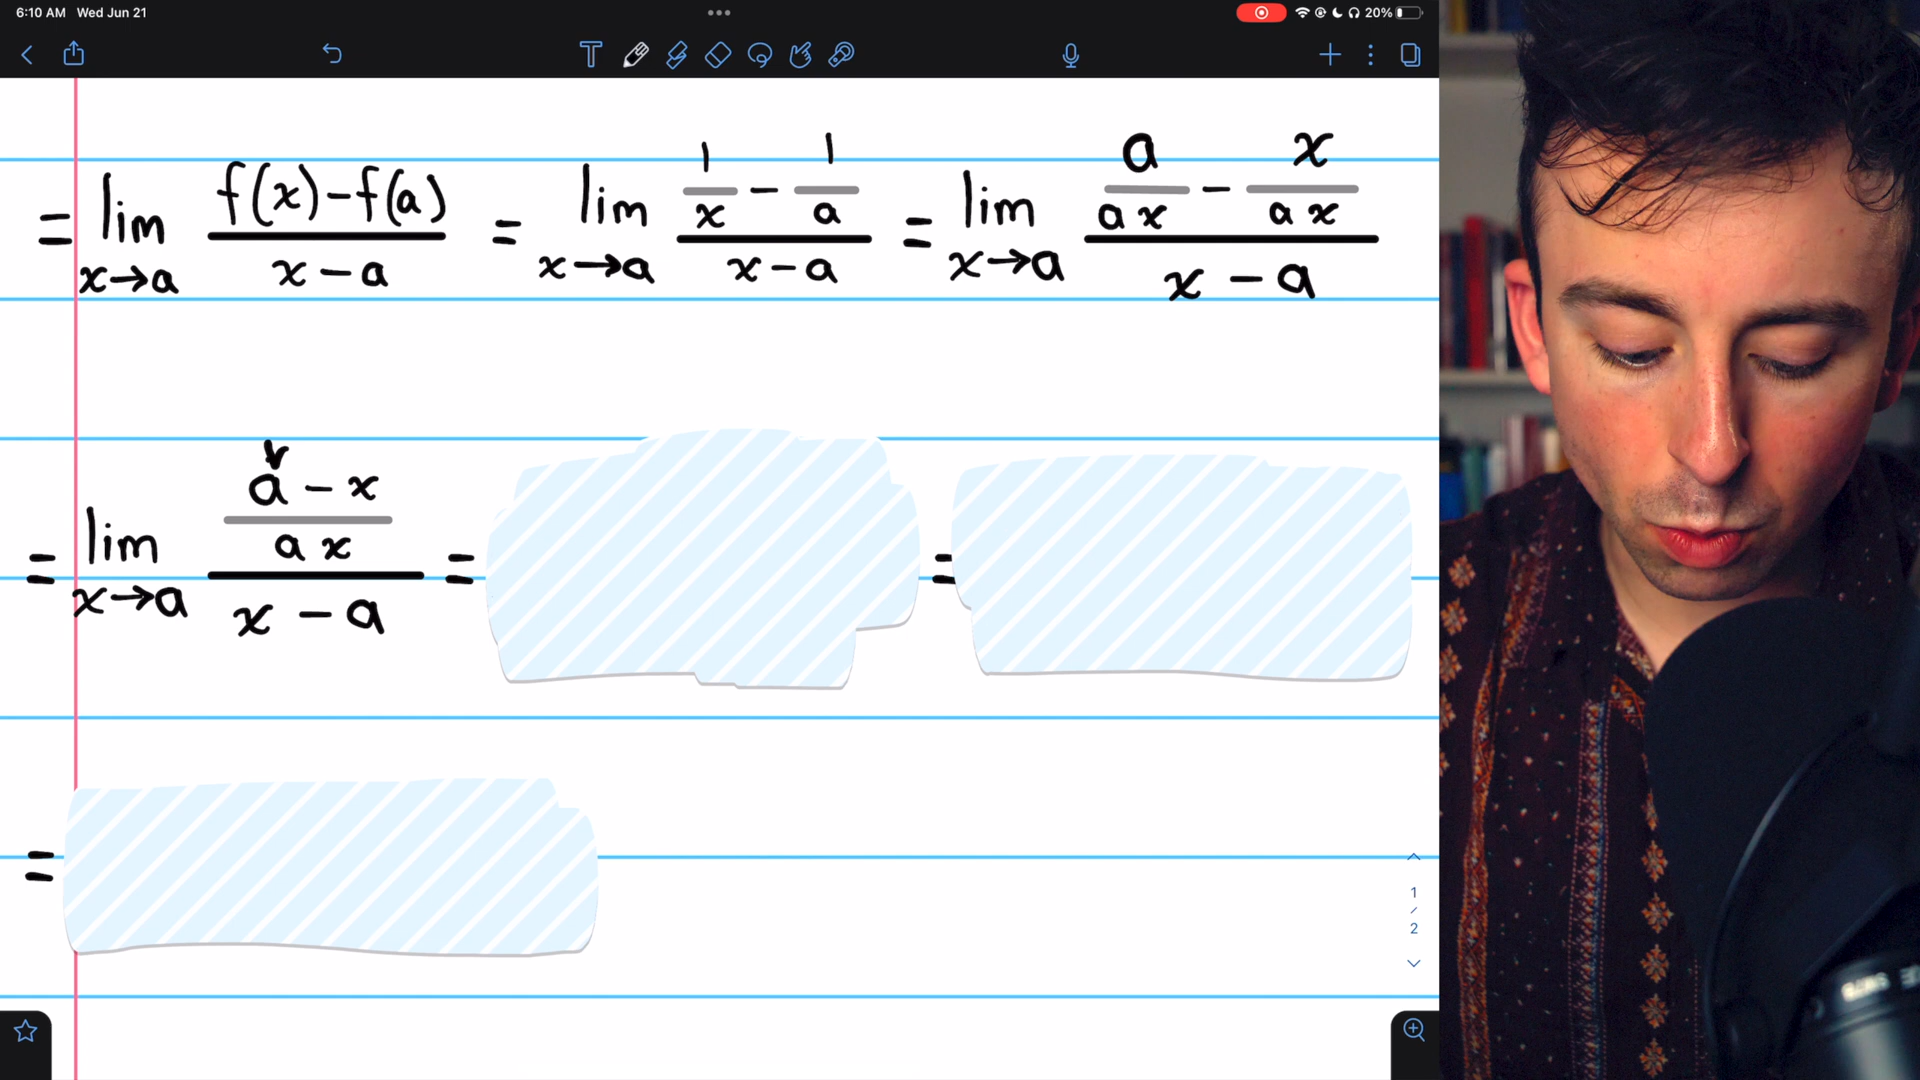 6:10 AM Wed Jun 21
20%
= lim x→a f(x)-f(a) / x-a = lim x→a 1/x - 1/a / x-a = lim x→a a/ax - x/ax / x-a
= lim x→a a-x / ax / x-a = =
=
1
/
2